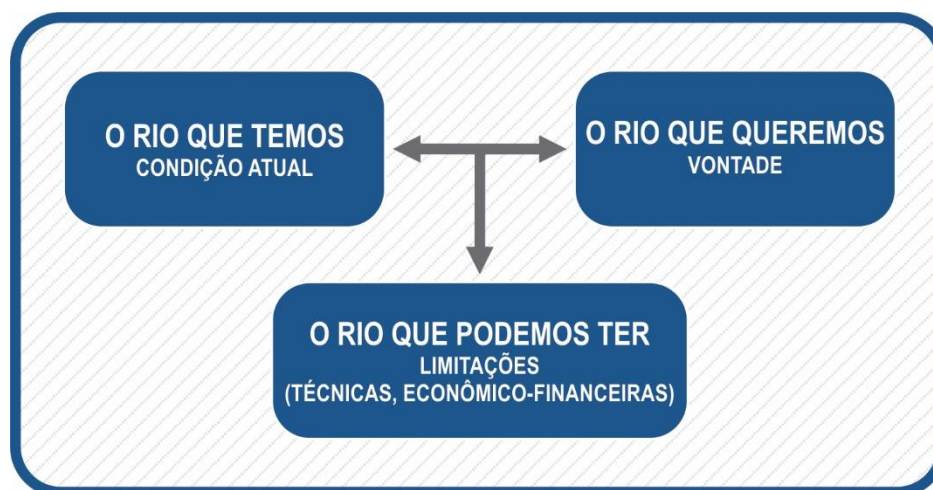 O RIO QUE TEMOS
CONDIÇÃO ATUAL
O RIO QUE QUEREMOS
VONTADE
O RIO QUE PODEMOS TER
LIMITAÇÕES
(TÉCNICAS, ECONÔMICO-FINANCEIRAS)